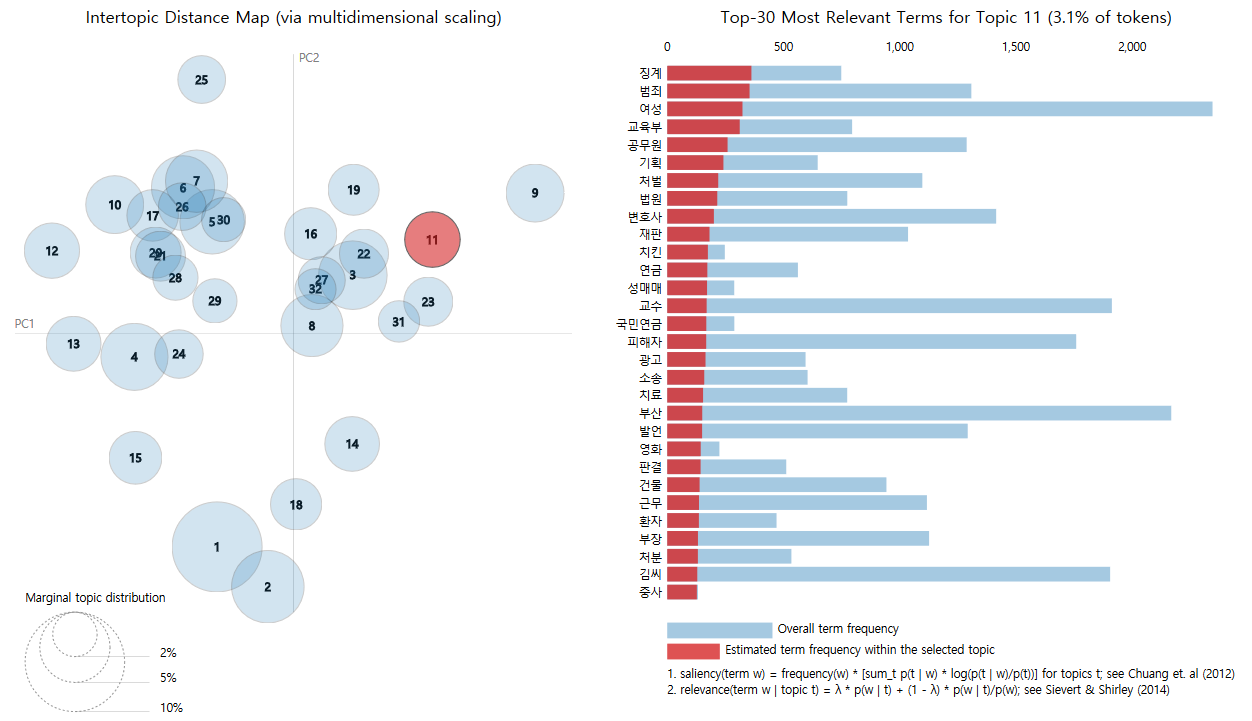 Intertopic Distance Map (via multidimensional scaling)
PC2
PC1
25
7
6
26
10
17
5
30
12
20
21
28
29
13
4
24
15
19
9
16
11
22
3
27
32
23
31
8
14
18
1
2
Marginal topic distribution
2%
5%
10%
Top-30 Most Relevant Terms for Topic 11 (3.1% of tokens)
0 500 1,000 1,500 2,000
징계
범죄
여성
교육부
공무원
기획
처벌
법원
변호사
재판
치킨
연금
성매매
교수
국민연금
피해자
광고
소송
치료
부산
발언
영화
판결
건물
근무
환자
부장
처분
김씨
중사
Overall term frequency
Estimated term frequency within the selected topic
1. saliency(term w) = frequency(w) * [sum_t p(t | w) * log(p(t | w)/p(t))] for topics t; see Chuang et. al (2012)
2. relevance(term w | topic t) = λ * p(w | t) + (1 - λ) * p(w | t)/p(w); see Sievert & Shirley (2014)